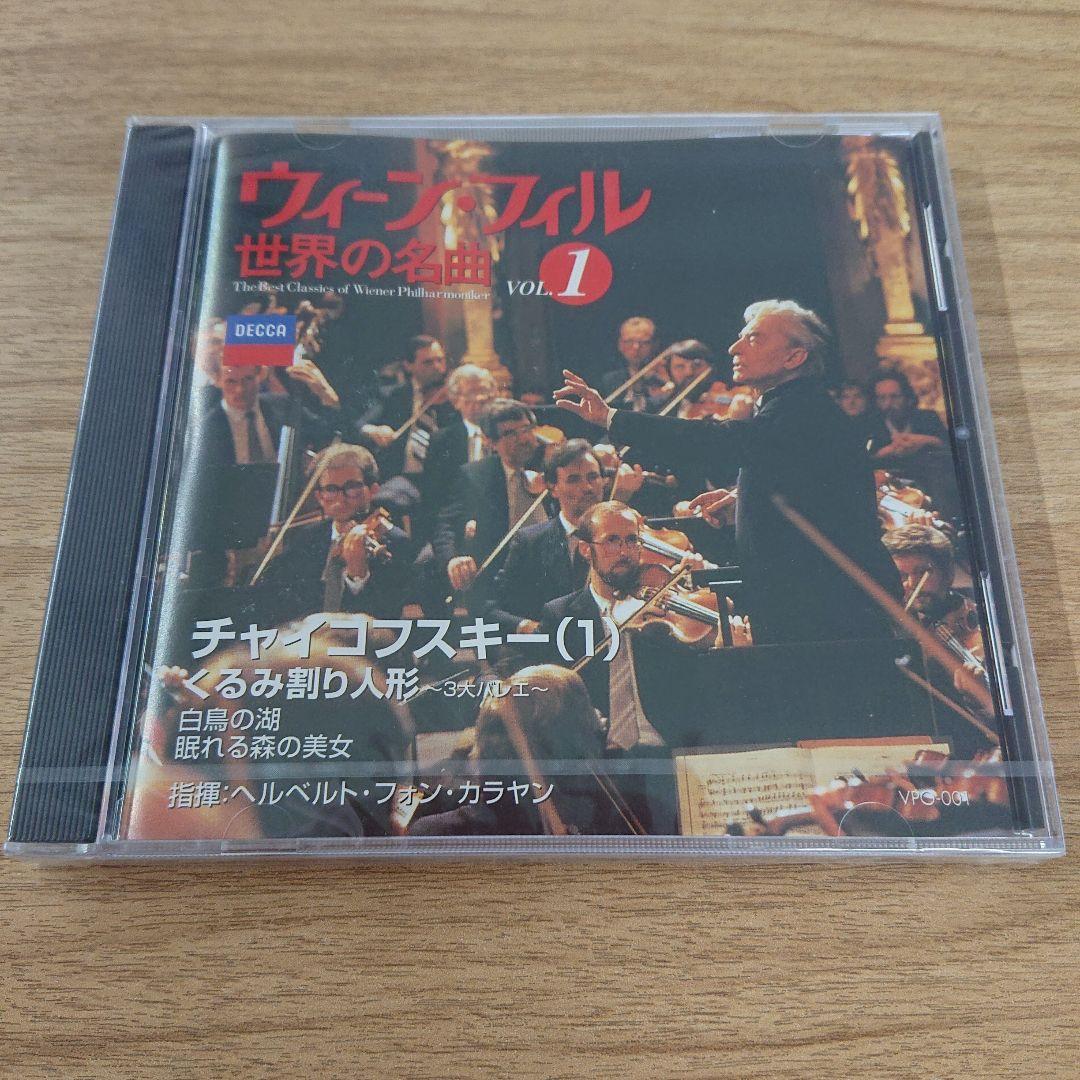 ウィーン・フィル
世界の名曲
The Best Classics of Wiener Philharmoniker
VOL. 1
DECCA
チャイコフスキー(1)
くるみ割り人形 ～3大バレエ～
白鳥の湖
眠れる森の美女
指揮：ヘルベルト・フォン・カラヤン
VPO-001